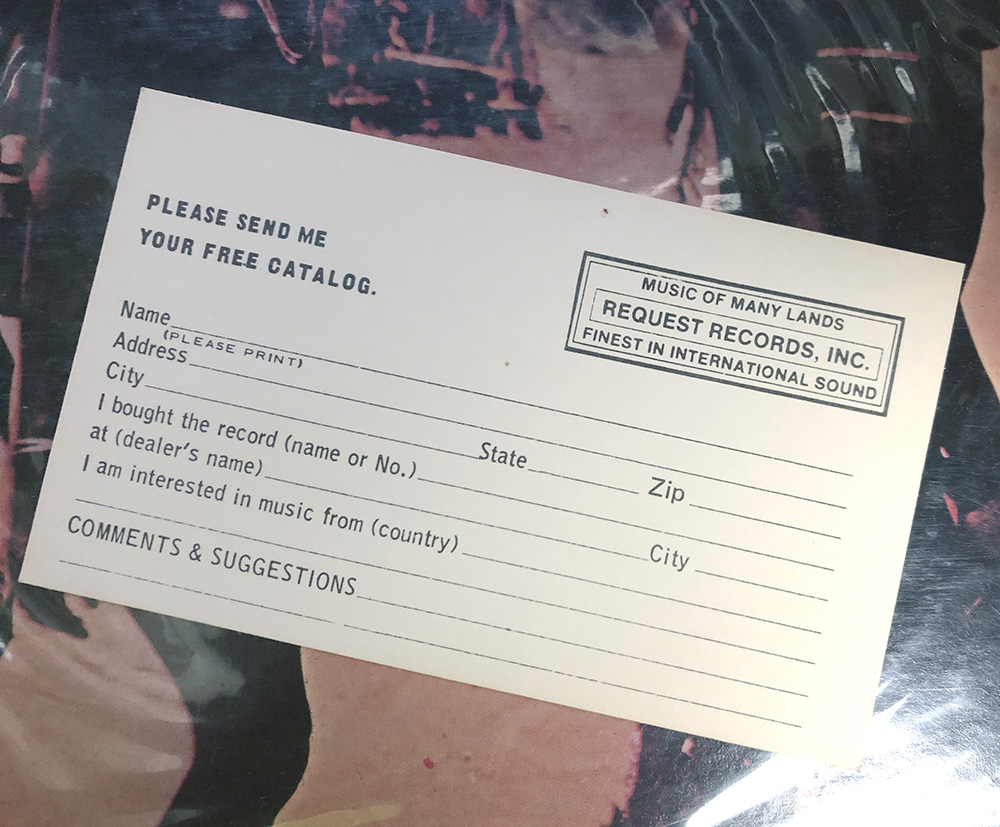 PLEASE SEND ME
YOUR FREE CATALOG.
MUSIC OF MANY LANDS
REQUEST RECORDS, INC.
FINEST IN INTERNATIONAL SOUND
Name
(PLEASE PRINT)
Address
City State Zip
I bought the record (name or No.)
at (dealer's name) City
I am interested in music from (country)
COMMENTS & SUGGESTIONS